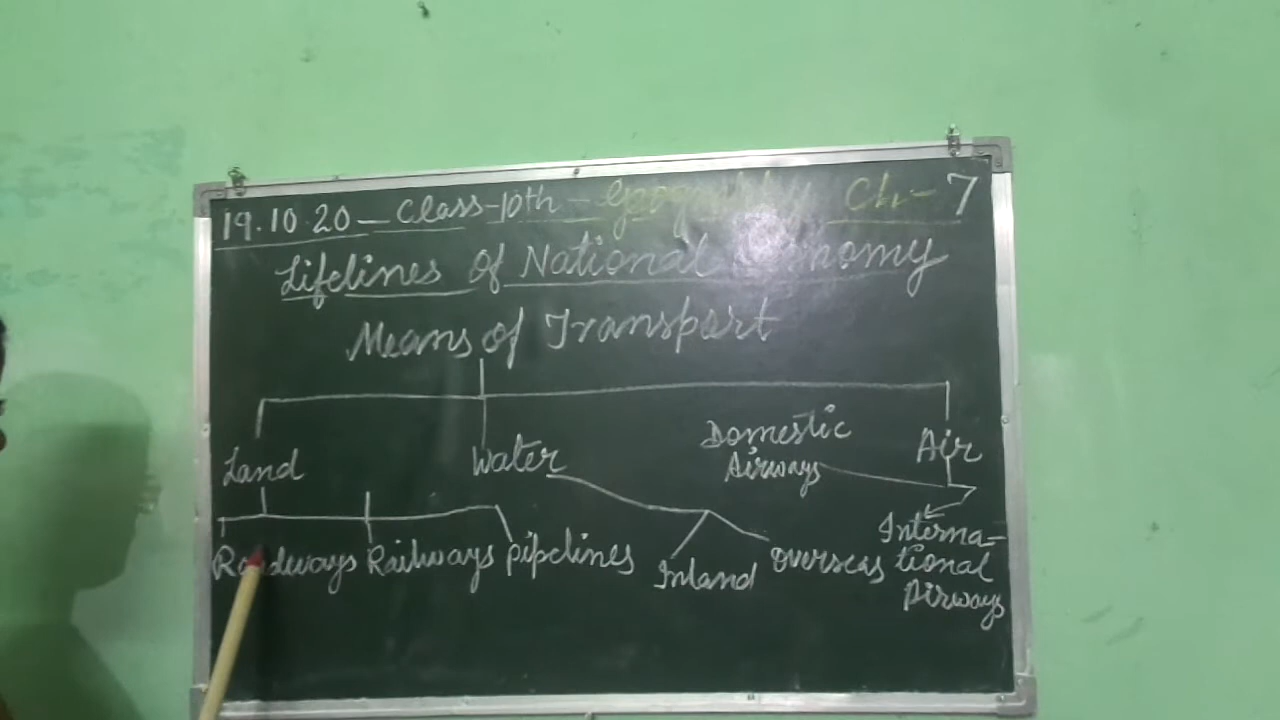 19.10.20 - Class-10th - Geography Ch:- 7
Lifelines of National Economy
Means of Transport
Land
Water
Domestic
Airways
Air
Roadways Railways pipelines
Inland
overseas
Interna-
tional
Airways